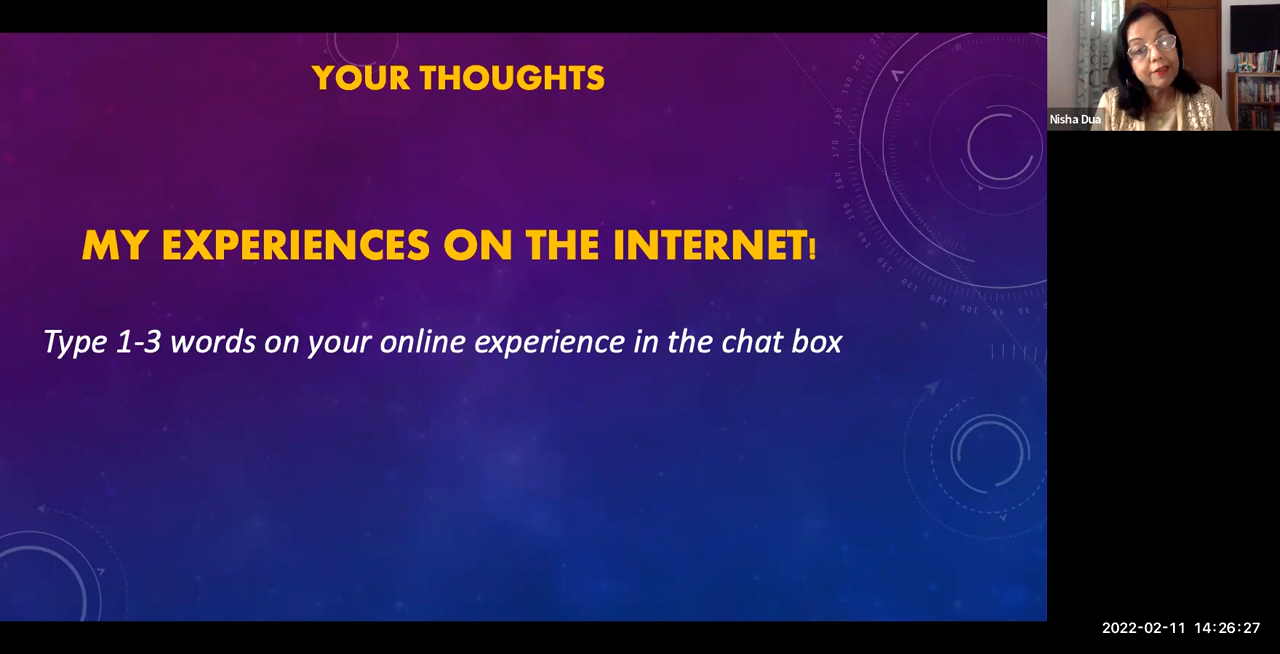 YOUR THOUGHTS
MY EXPERIENCES ON THE INTERNET!
Type 1-3 words on your online experience in the chat box
Nisha Dua
2022-02-11 14:26:27